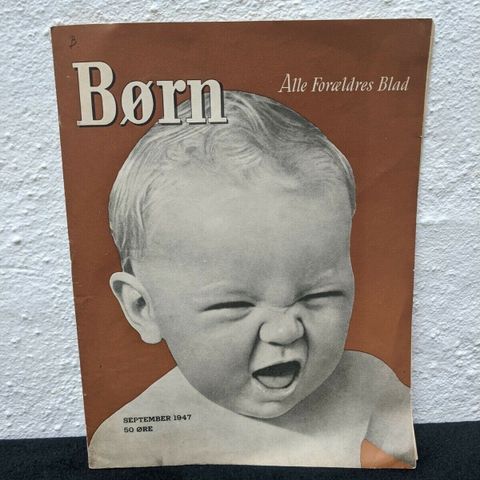 B
Børn
Alle Forældres Blad
SEPTEMBER 1947
50 ØRE